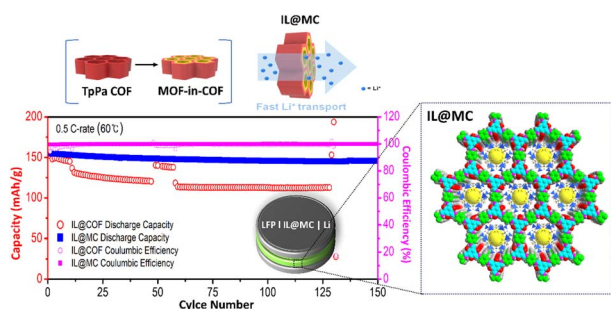 IL@MC
TpPa COF
MOF-in-COF
= Li⁺
Fast Li⁺ transport
0.5 C-rate (60℃)
IL@MC
200
150
100
50
0
Capacity (mAh/g)
120
100
80
60
40
20
0
Coulombic Efficiency (%)
IL@COF Discharge Capacity
IL@MC Discharge Capacity
IL@COF Coulumbic Efficiency
IL@MC Coulumbic Efficiency
LFP | IL@MC | Li
0 25 50 75 100 125 150
Cvlce Number